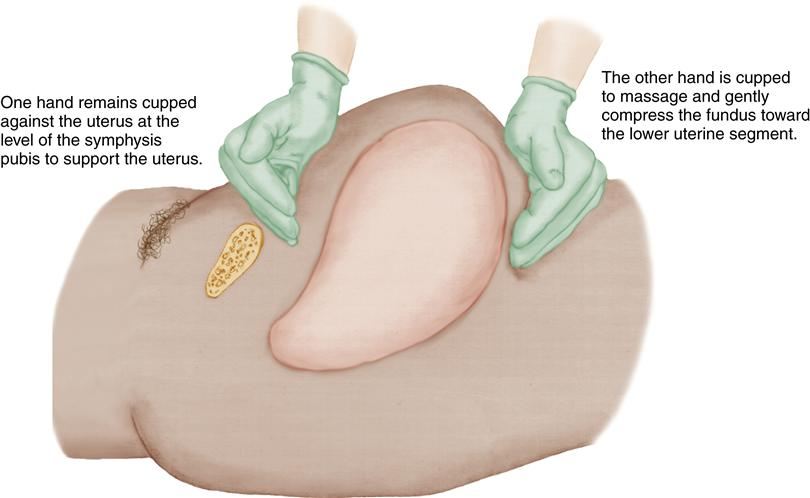 One hand remains cupped
against the uterus at the
level of the symphysis
pubis to support the uterus.
The other hand is cupped
to massage and gently
compress the fundus toward
the lower uterine segment.